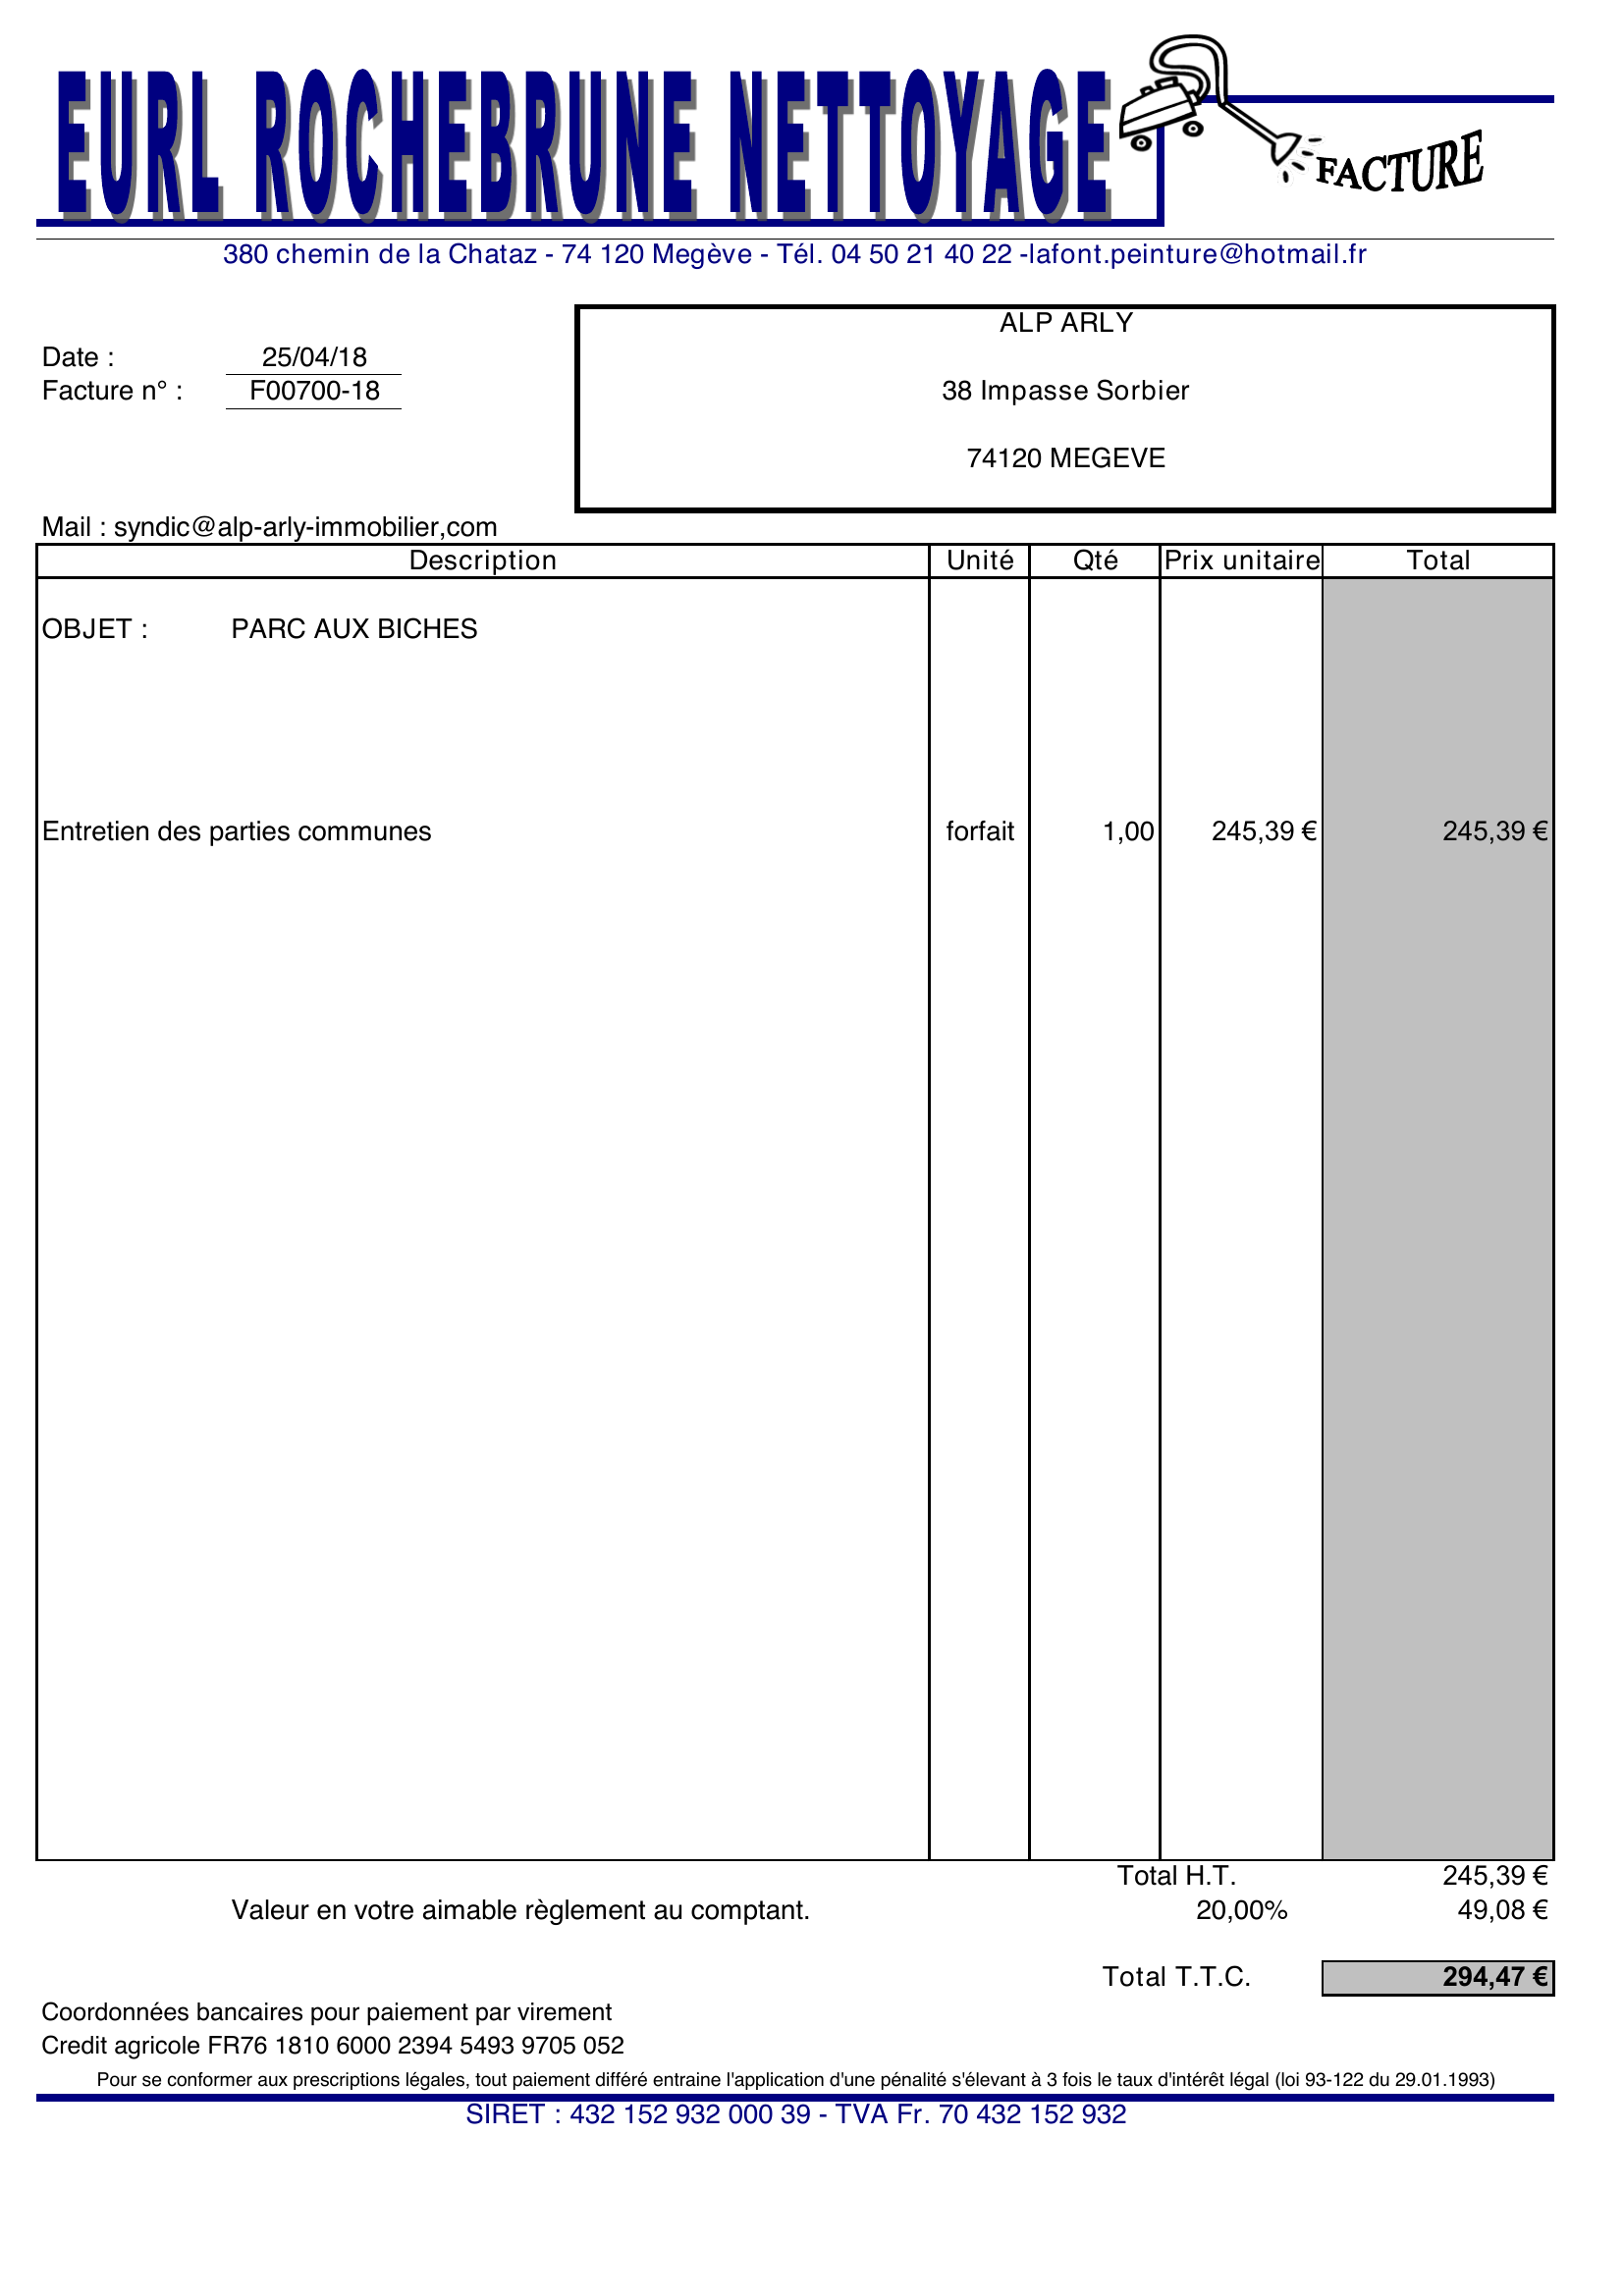 EURL ROCHEBRUNE NETTOYAGE
FACTURE
380 chemin de la Chataz - 74 120 Megève - Tél. 04 50 21 40 22 -lafont.peinture@hotmail.fr
ALP ARLY
Date : 25/04/18
Facture n° : F00700-18
38 Impasse Sorbier
74120 MEGEVE
Mail : syndic@alp-arly-immobilier,com
Description Unité Qté Prix unitaire Total
OBJET : PARC AUX BICHES
Entretien des parties communes forfait 1,00 245,39 € 245,39 €
Total H.T. 245,39 €
Valeur en votre aimable règlement au comptant. 20,00% 49,08 €
Total T.T.C. 294,47 €
Coordonnées bancaires pour paiement par virement
Credit agricole FR76 1810 6000 2394 5493 9705 052
Pour se conformer aux prescriptions légales, tout paiement différé entraine l'application d'une pénalité s'élevant à 3 fois le taux d'intérêt légal (loi 93-122 du 29.01.1993)
SIRET : 432 152 932 000 39 - TVA Fr. 70 432 152 932